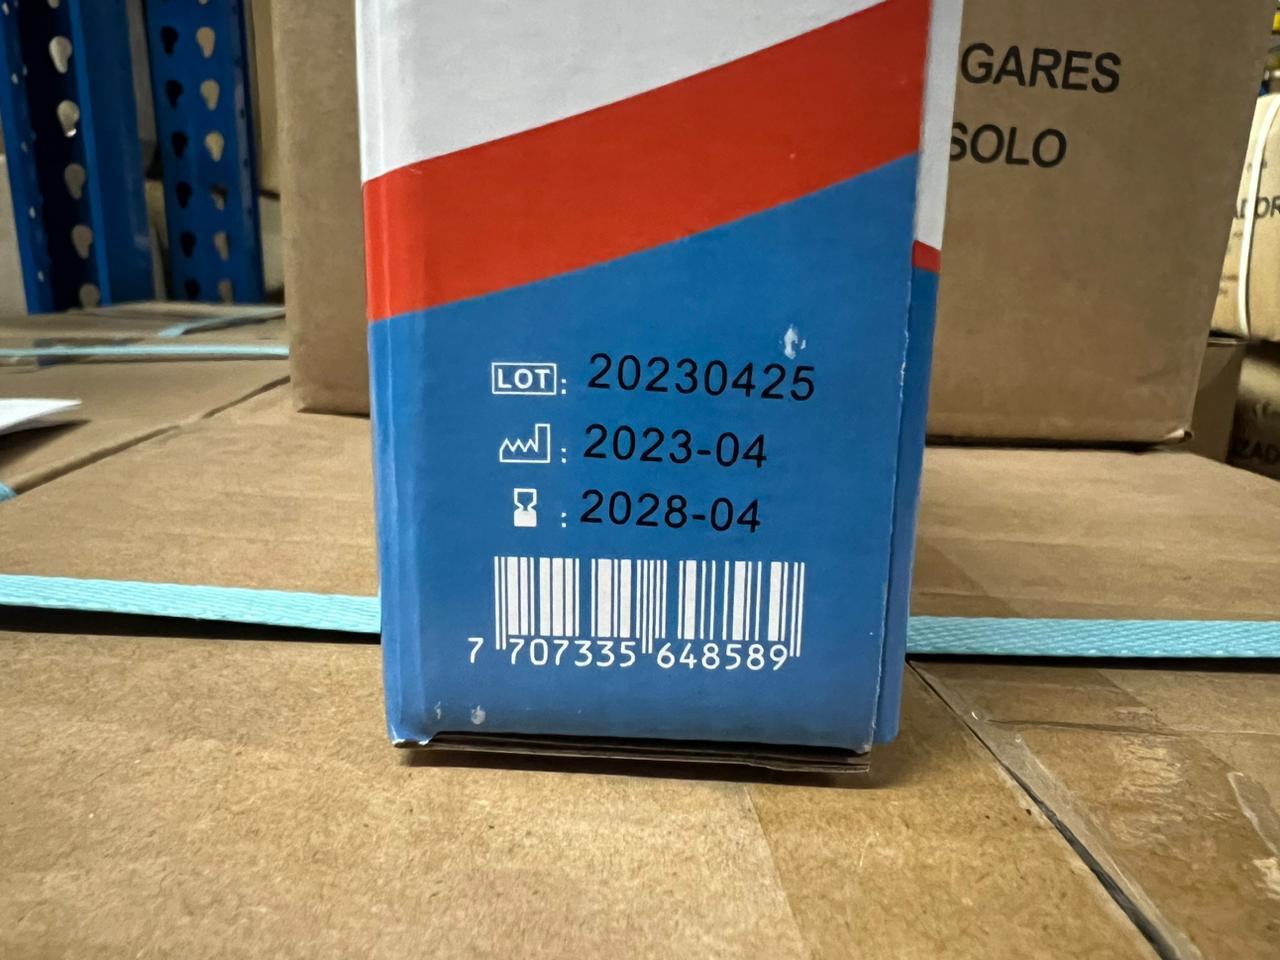 GARES
SOLO
LOT: 20230425
: 2023-04
: 2028-04
7 707335 648589